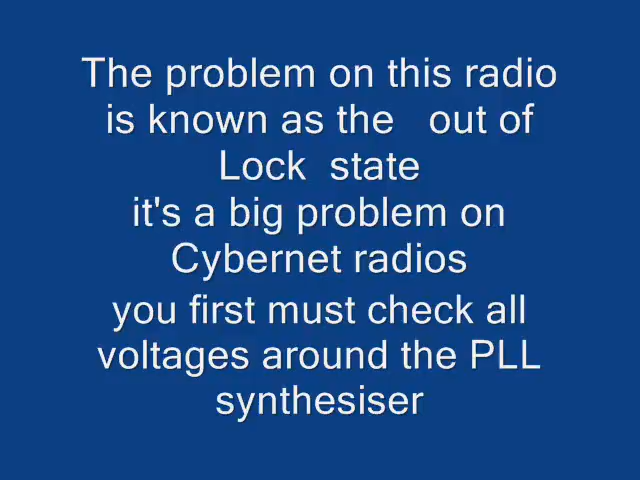 The problem on this radio
is known as the   out of
Lock  state
it's a big problem on
Cybernet radios
you first must check all
voltages around the PLL
synthesiser